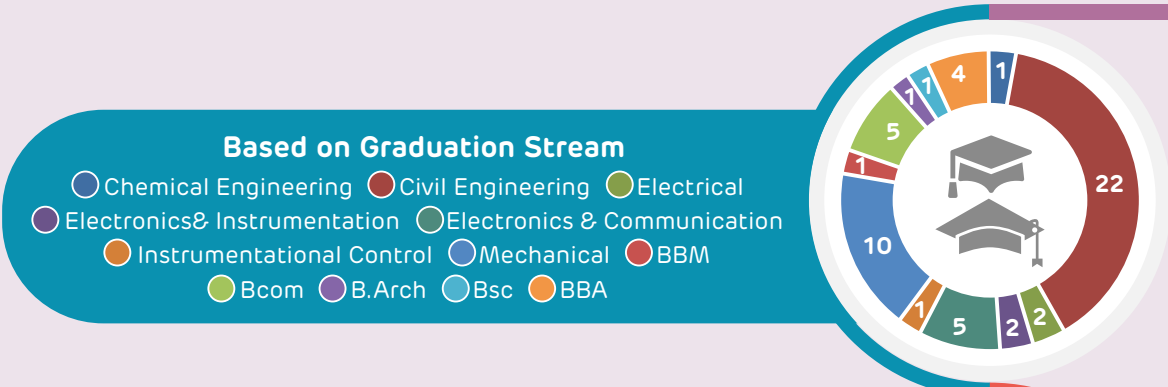 Based on Graduation Stream
Chemical Engineering Civil Engineering Electrical
Electronics& Instrumentation Electronics & Communication
Instrumentational Control Mechanical BBM
Bcom B.Arch Bsc BBA
1
22
2
2
5
1
10
1
5
1
1
4